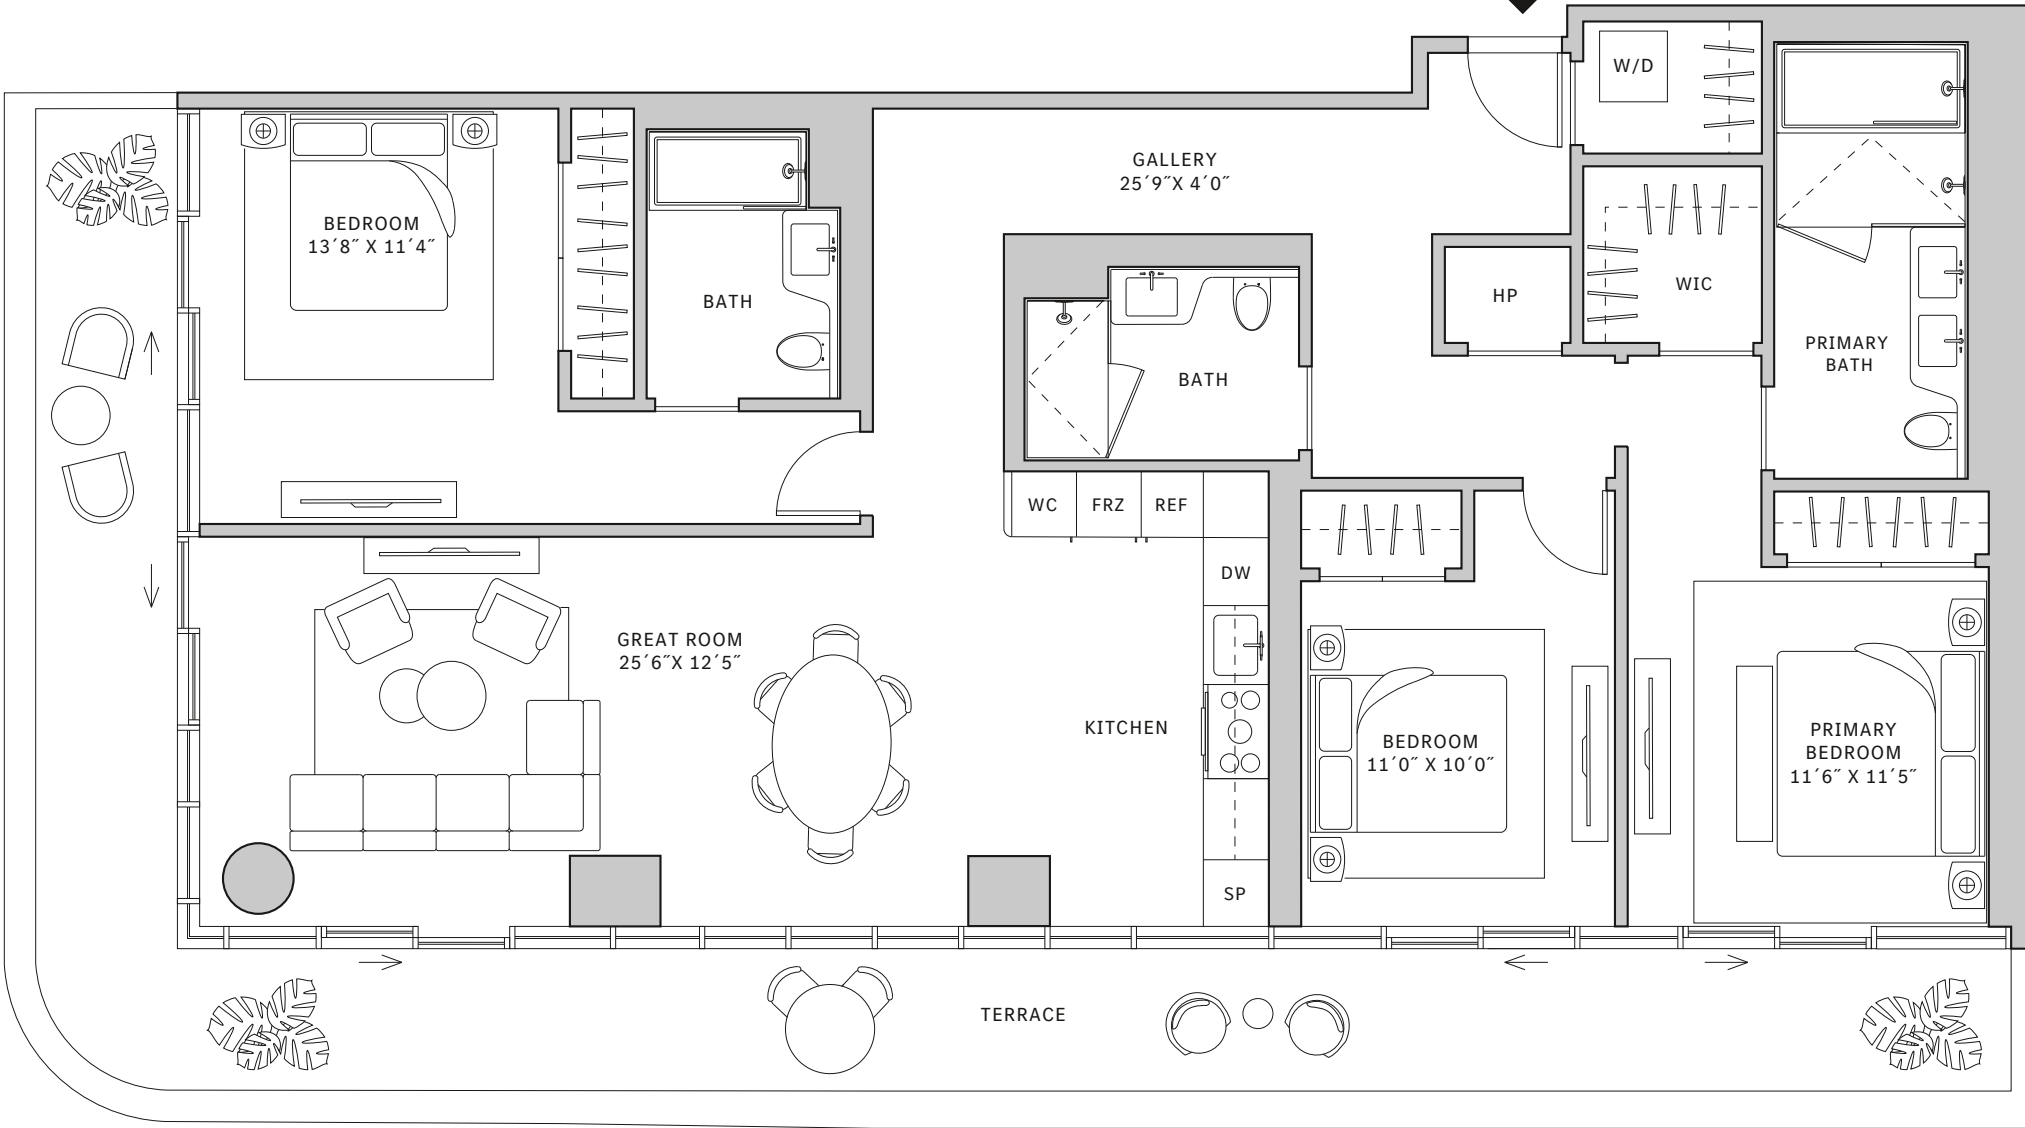 W/D
GALLERY
25´9˝X 4´0˝
BEDROOM
13´8˝ X 11´4˝
BATH
HP
WIC
PRIMARY
BATH
BATH
WC
FRZ
REF
DW
GREAT ROOM
25´6˝X 12´5˝
KITCHEN
BEDROOM
11´0˝ X 10´0˝
PRIMARY
BEDROOM
11´6˝ X 11´5˝
SP
TERRACE